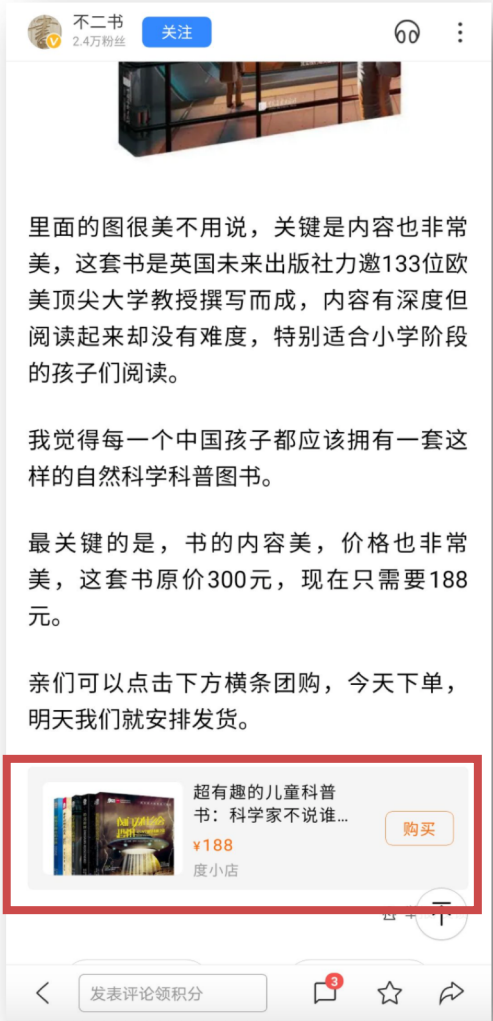 不二书
2.4万粉丝
关注
里面的图很美不用说，关键是内容也非常
美，这套书是英国未来出版社力邀133位欧
美顶尖大学教授撰写而成，内容有深度但
阅读起来却没有难度，特别适合小学阶段
的孩子们阅读。
我觉得每一个中国孩子都应该拥有一套这
样的自然科学科普图书。
最关键的是，书的内容美，价格也非常
美，这套书原价300元，现在只需要188
元。
亲们可以点击下方横条团购，今天下单，
明天我们就安排发货。
超有趣的儿童科普
书：科学家不说谁…
¥188
度小店
购买
发表评论领积分
3